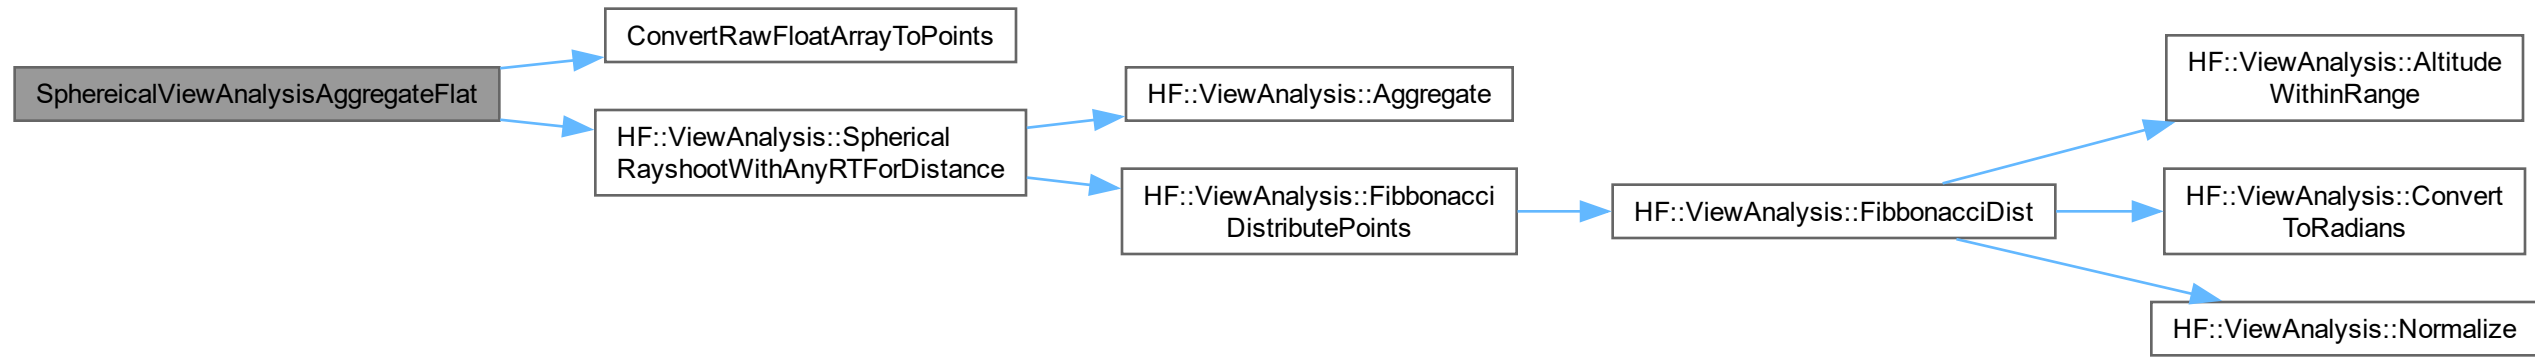 SphereicalViewAnalysisAggregateFlat
ConvertRawFloatArrayToPoints
HF::ViewAnalysis::Spherical
RayshootWithAnyRTForDistance
HF::ViewAnalysis::Aggregate
HF::ViewAnalysis::Fibbonacci
DistributePoints
HF::ViewAnalysis::FibbonacciDist
HF::ViewAnalysis::Altitude
WithinRange
HF::ViewAnalysis::Convert
ToRadians
HF::ViewAnalysis::Normalize